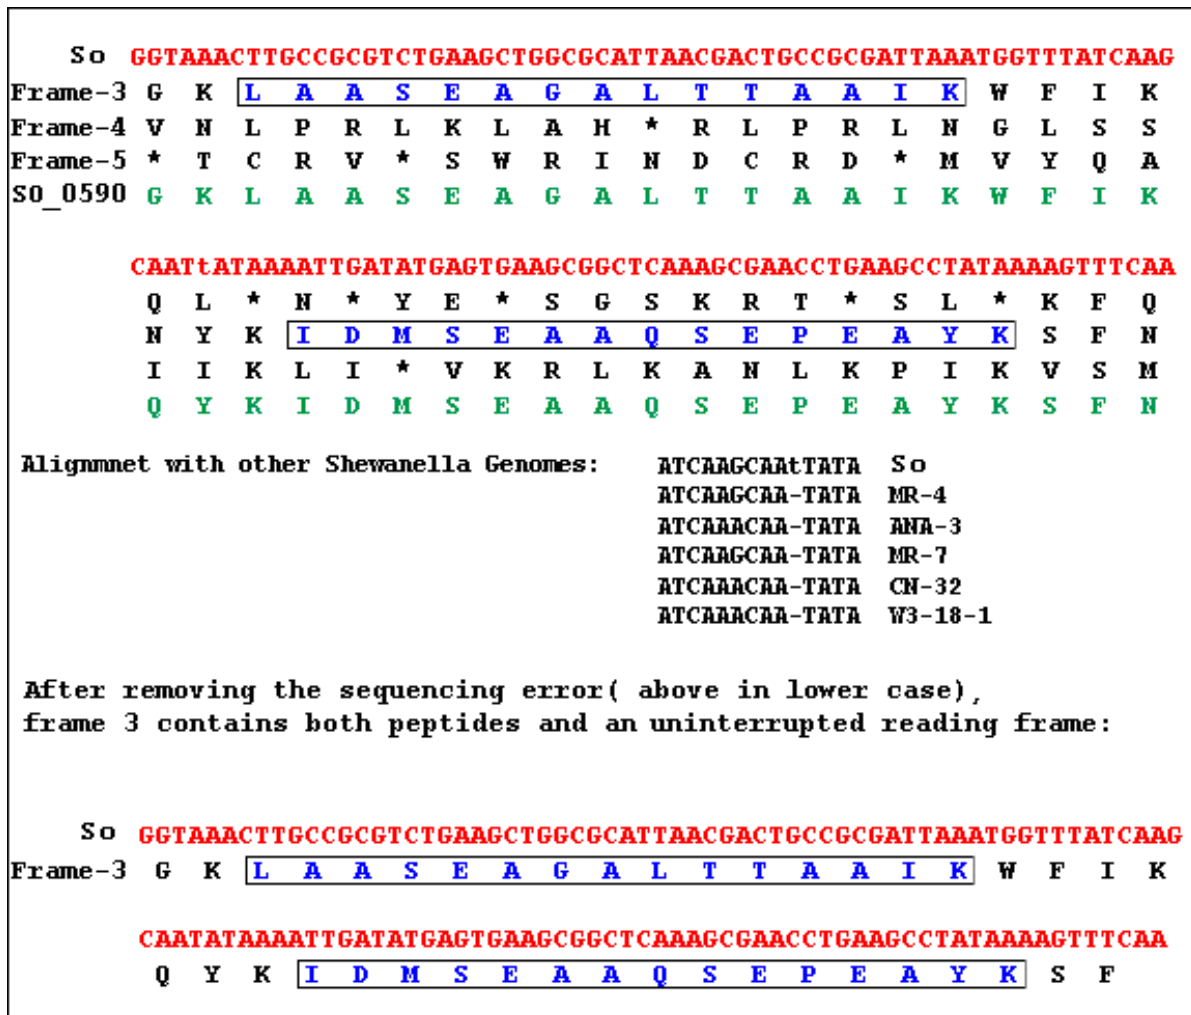 So GGTAAACTTGCCGCGTCTGAAGCTGGCGCATTAACGACTGCCGCGATTAAATGGTTTATCAAG
Frame-3 G K L A A S E A G A L T T A A I K W F I K
Frame-4 V N L P R L K L A H * R L P R L N G L S S
Frame-5 * T C R V * S W R I N D C R D * M V Y Q A
SO_0590 G K L A A S E A G A L T T A A I K W F I K
CAATtATAAAATTGATATGAGTGAAGCGGCTCAAAGCGAACCTGAAGCCTATAAAAGTTTCAA
Q L * N * Y E * S G S K R T * S L * K F Q
N Y K I D M S E A A Q S E P E A Y K S F N
I I K L I * V K R L K A N L K P I K V S M
Q Y K I D M S E A A Q S E P E A Y K S F N
Alignmnet with other Shewanella Genomes: ATCAAGCAAtTATA So
ATCAAGCAA-TATA MR-4
ATCAAACAA-TATA ANA-3
ATCAAGCAA-TATA MR-7
ATCAAACAA-TATA CN-32
ATCAAACAA-TATA W3-18-1
After removing the sequencing error( above in lower case),
frame 3 contains both peptides and an uninterrupted reading frame:
So GGTAAACTTGCCGCGTCTGAAGCTGGCGCATTAACGACTGCCGCGATTAAATGGTTTATCAAG
Frame-3 G K L A A S E A G A L T T A A I K W F I K
CAATATAAAATTGATATGAGTGAAGCGGCTCAAAGCGAACCTGAAGCCTATAAAAGTTTCAA
Q Y K I D M S E A A Q S E P E A Y K S F